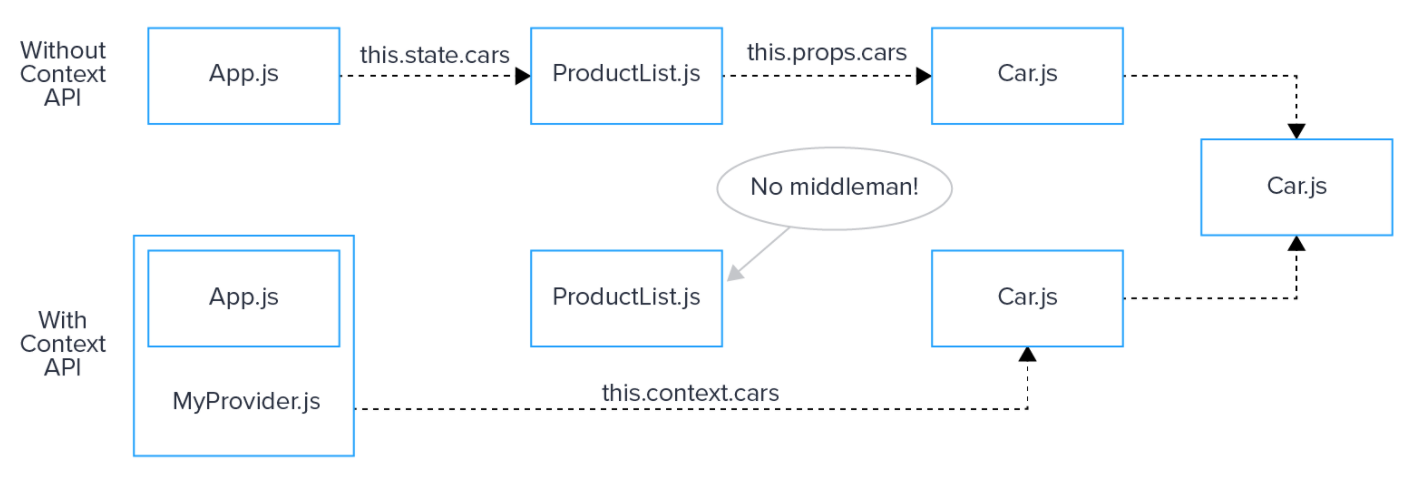 Without
Context
API
App.js
this.state.cars
ProductList.js
this.props.cars
Car.js
Car.js
No middleman!
With
Context
API
App.js
MyProvider.js
ProductList.js
Car.js
this.context.cars